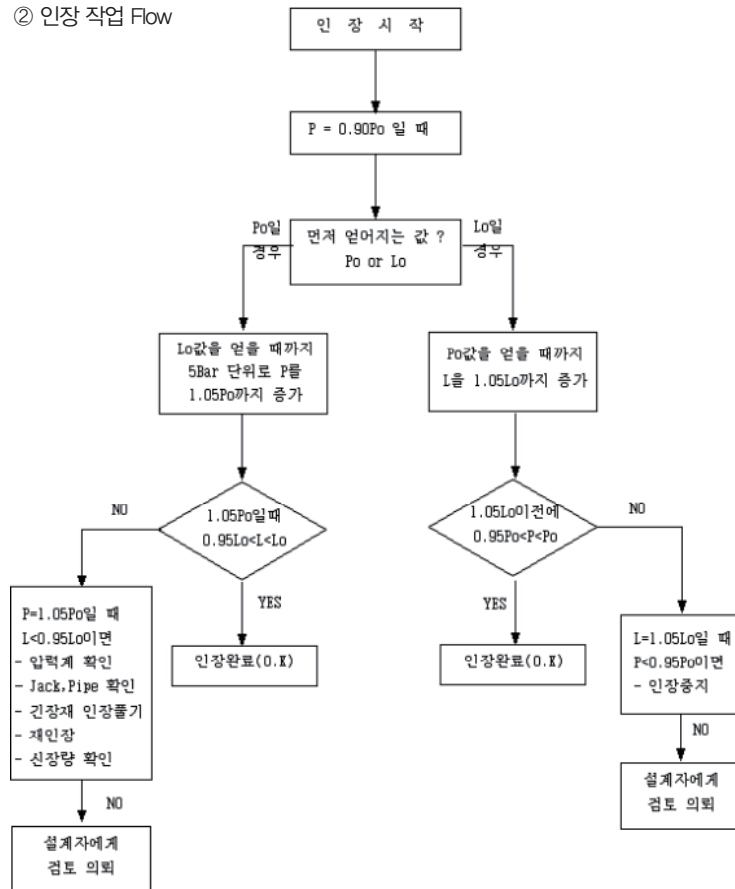 ② 인장 작업 Flow
인 장 시 작
P = 0.90Po 일 때
먼저 얻어지는 값 ?
Po or Lo
Po일
경우
Lo일
경우
Lo값을 얻을 때까지
5Bar 단위로 P를
1.05Po까지 증가
Po값을 얻을 때까지
L을 1.05Lo까지 증가
1.05Po일때
0.95Lo<L<Lo
NO
YES
1.05Lo이전에
0.95Po<P<Po
NO
YES
P=1.05Po일 때
L<0.95Lo이면
- 압력계 확인
- Jack,Pipe 확인
- 긴장재 인장풀기
- 재인장
- 신장량 확인
인장완료(O.K)
인장완료(O.K)
L=1.05Lo일 때
P<0.95Po이면
- 인장중지
NO
설계자에게
검토 의뢰
NO
설계자에게
검토 의뢰